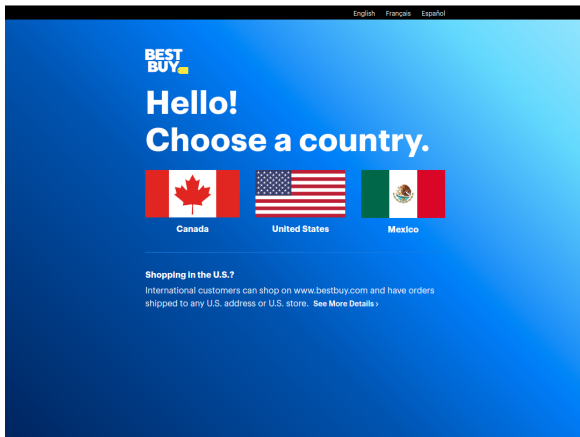 English Français Español
BEST
BUY
Hello!
Choose a country.
Canada United States Mexico
Shopping in the U.S.?
International customers can shop on www.bestbuy.com and have orders
shipped to any U.S. address or U.S. store. See More Details ›